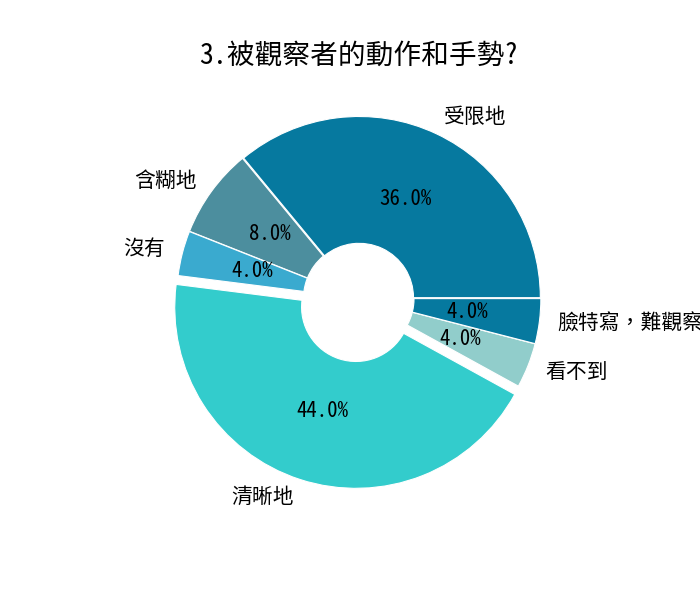 3.被觀察者的動作和手勢?
受限地
36.0%
含糊地
8.0%
沒有
4.0%
4.0%
臉特寫，難觀察
4.0%
看不到
44.0%
清晰地